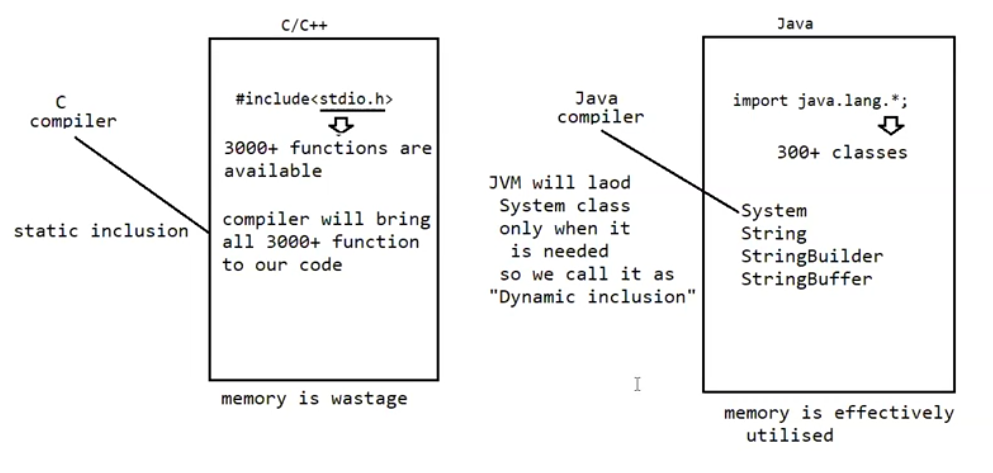 C/C++
C
compiler
#include<stdio.h>
3000+ functions are
available
static inclusion
compiler will bring
all 3000+ function
to our code
memory is wastage
Java
Java
compiler
import java.lang.*;
300+ classes
JVM will laod
System class
only when it
is needed
so we call it as
"Dynamic inclusion"
System
String
StringBuilder
StringBuffer
memory is effectively
utilised